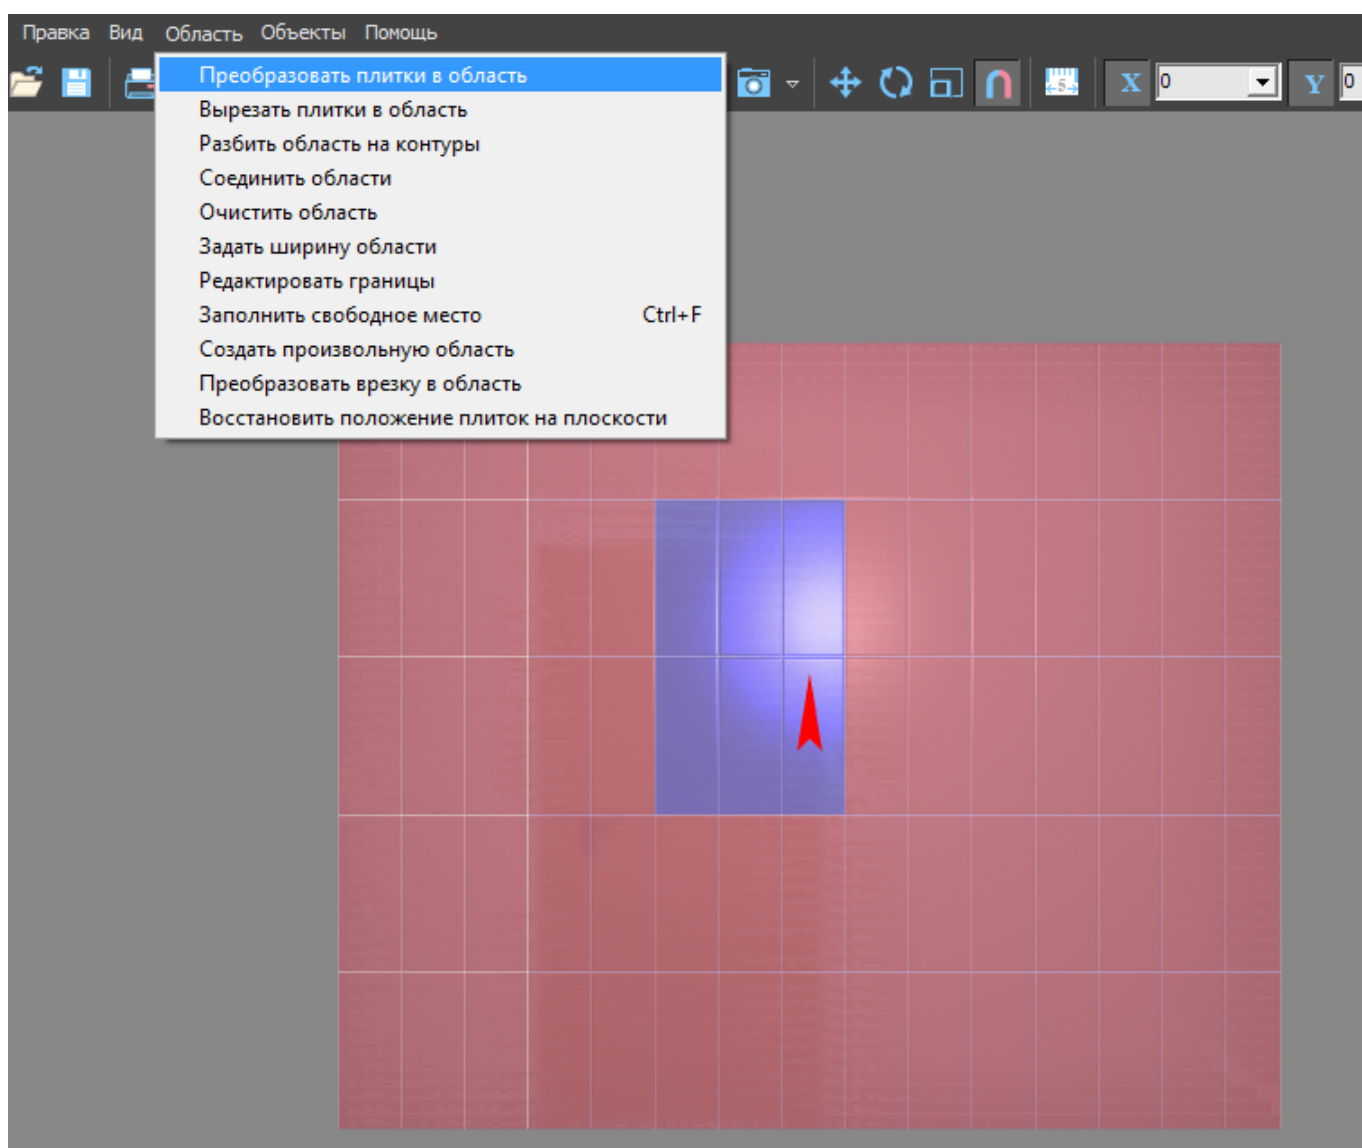 Правка Вид Область Объекты Помощь
5 X 0 Y 0
Преобразовать плитки в область
Вырезать плитки в область
Разбить область на контуры
Соединить области
Очистить область
Задать ширину области
Редактировать границы
Заполнить свободное место Ctrl+F
Создать произвольную область
Преобразовать врезку в область
Восстановить положение плиток на плоскости